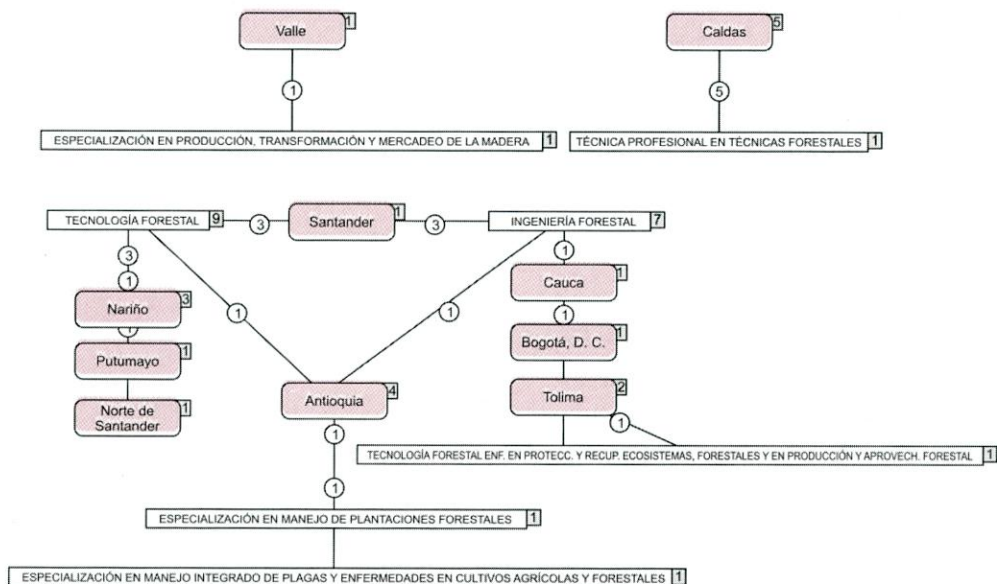 Valle 1
Caldas 5
1
5
ESPECIALIZACIÓN EN PRODUCCIÓN, TRANSFORMACIÓN Y MERCADEO DE LA MADERA 1
TÉCNICA PROFESIONAL EN TÉCNICAS FORESTALES 1
TECNOLOGÍA FORESTAL 9
3
Santander 1
3
INGENIERÍA FORESTAL 7
3
1
1
Cauca 1
Nariño 3
1
1
1
Bogotá, D. C. 1
Putumayo 1
Antioquia 4
Tolima 2
Norte de
Santander 1
1
1
TECNOLOGÍA FORESTAL ENF. EN PROTECC. Y RECUP. ECOSISTEMAS, FORESTALES Y EN PRODUCCIÓN Y APROVECH. FORESTAL 1
1
ESPECIALIZACIÓN EN MANEJO DE PLANTACIONES FORESTALES 1
ESPECIALIZACIÓN EN MANEJO INTEGRADO DE PLAGAS Y ENFERMEDADES EN CULTIVOS AGRÍCOLAS Y FORESTALES 1